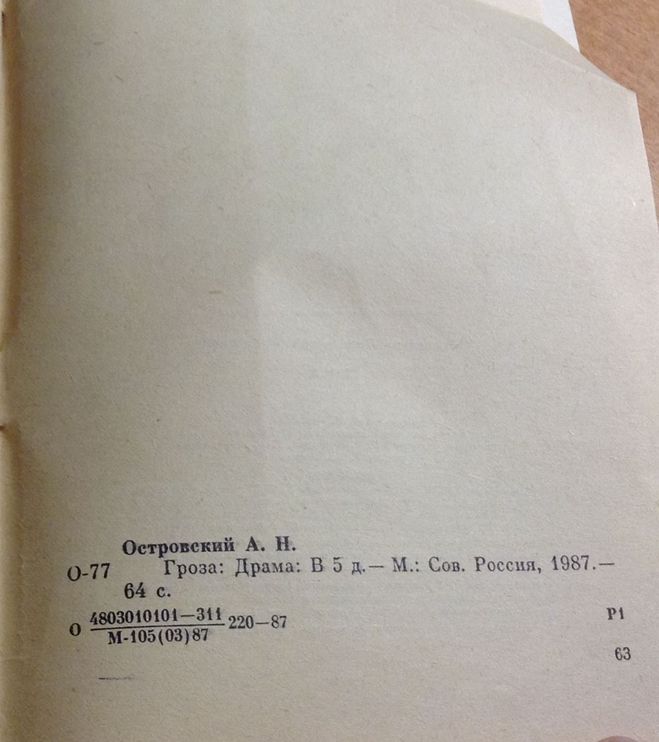 Островский А. Н.
О-77 Гроза: Драма: В 5 д.— М.: Сов. Россия, 1987.—
64 с.
О 4803010101—311
М-105(03)87 220—87 Р1
63